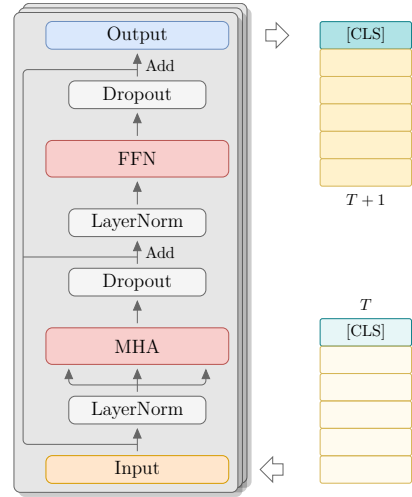 Output
[CLS]
Add
Dropout
FFN
T + 1
LayerNorm
Add
Dropout
T
[CLS]
MHA
LayerNorm
Input